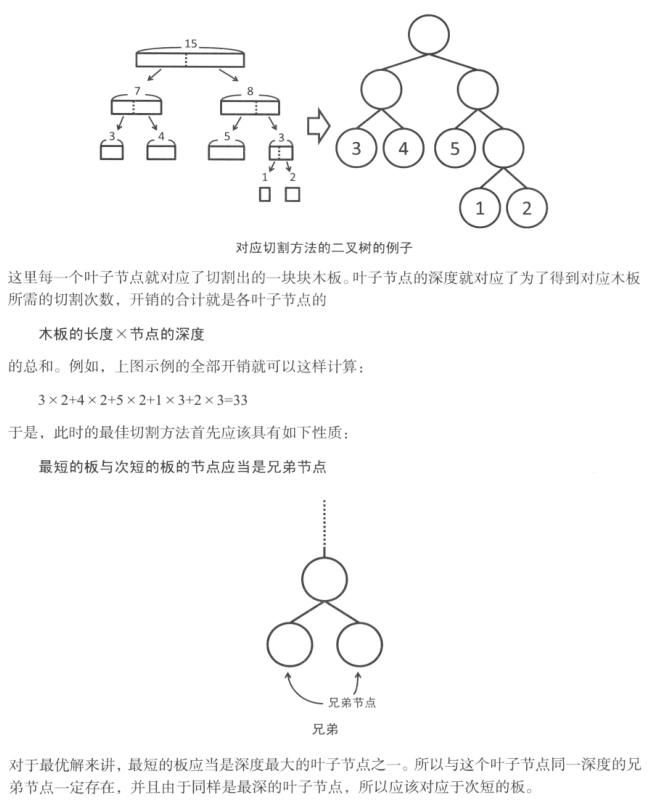 15
7 8
3 4 5 3
1 2
3 4 5
1 2
对应切割方法的二叉树的例子
这里每一个叶子节点就对应了切割出的一块块木板。叶子节点的深度就对应了为了得到对应木板
所需的切割次数，开销的合计就是各叶子节点的
木板的长度×节点的深度
的总和。例如，上图示例的全部开销就可以这样计算：
3×2+4×2+5×2+1×3+2×3=33
于是，此时的最佳切割方法首先应该具有如下性质：
最短的板与次短的板的节点应当是兄弟节点
兄弟节点
兄弟
对于最优解来讲，最短的板应当是深度最大的叶子节点之一。所以与这个叶子节点同一深度的兄
弟节点一定存在，并且由于同样是最深的叶子节点，所以应该对应于次短的板。